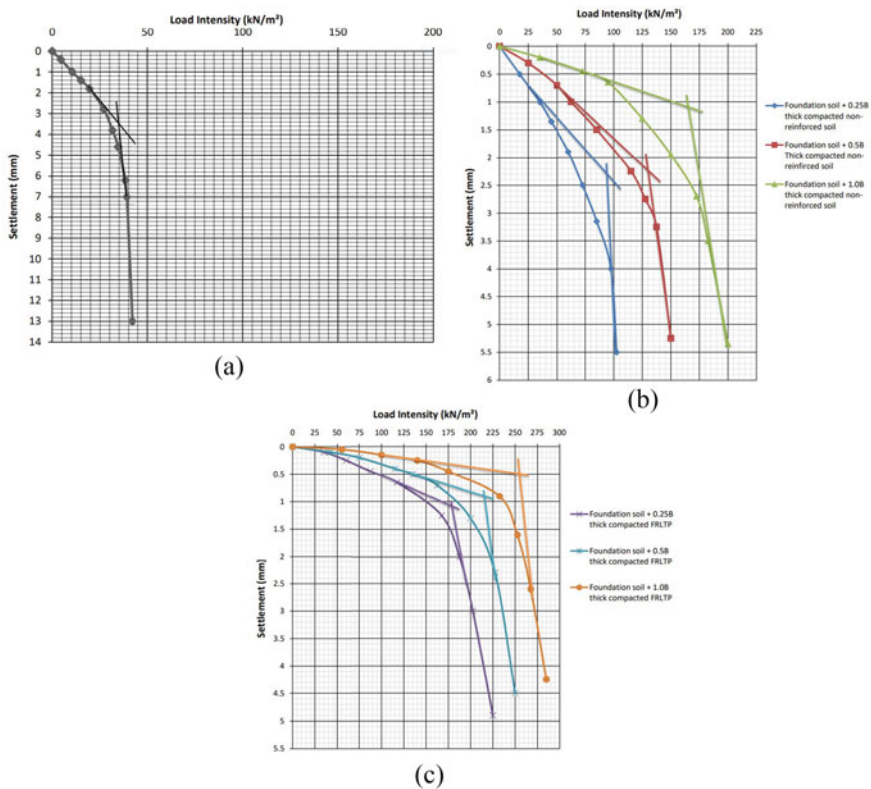 Load Intensity (kN/m²)
0 50 100 150 200
Settlement (mm)
0
1
2
3
4
5
6
7
8
9
10
11
12
13
14
(a)
Load Intensity (kN/m²)
0 25 50 75 100 125 150 175 200 225
Settlement (mm)
0
0.5
1
1.5
2
2.5
3
3.5
4
4.5
5
5.5
6
Foundation soil + 0.25B
thick compacted non-
reinforced soil
Foundation soil + 0.5B
Thick compacted non-
reinfirced soil
Foundation soil + 1.0B
thick compacted non-
reinforced soil
(b)
Load Intensity (kN/m²)
0 25 50 75 100 125 150 175 200 225 250 275 300
Settlement (mm)
0
0.5
1
1.5
2
2.5
3
3.5
4
4.5
5
5.5
Foundation soil + 0.25B
thick compacted FRLTP
Foundation soil + 0.5B
thick compacted FRLTP
Foundation soil + 1.0B
thick compacted FRLTP
(c)